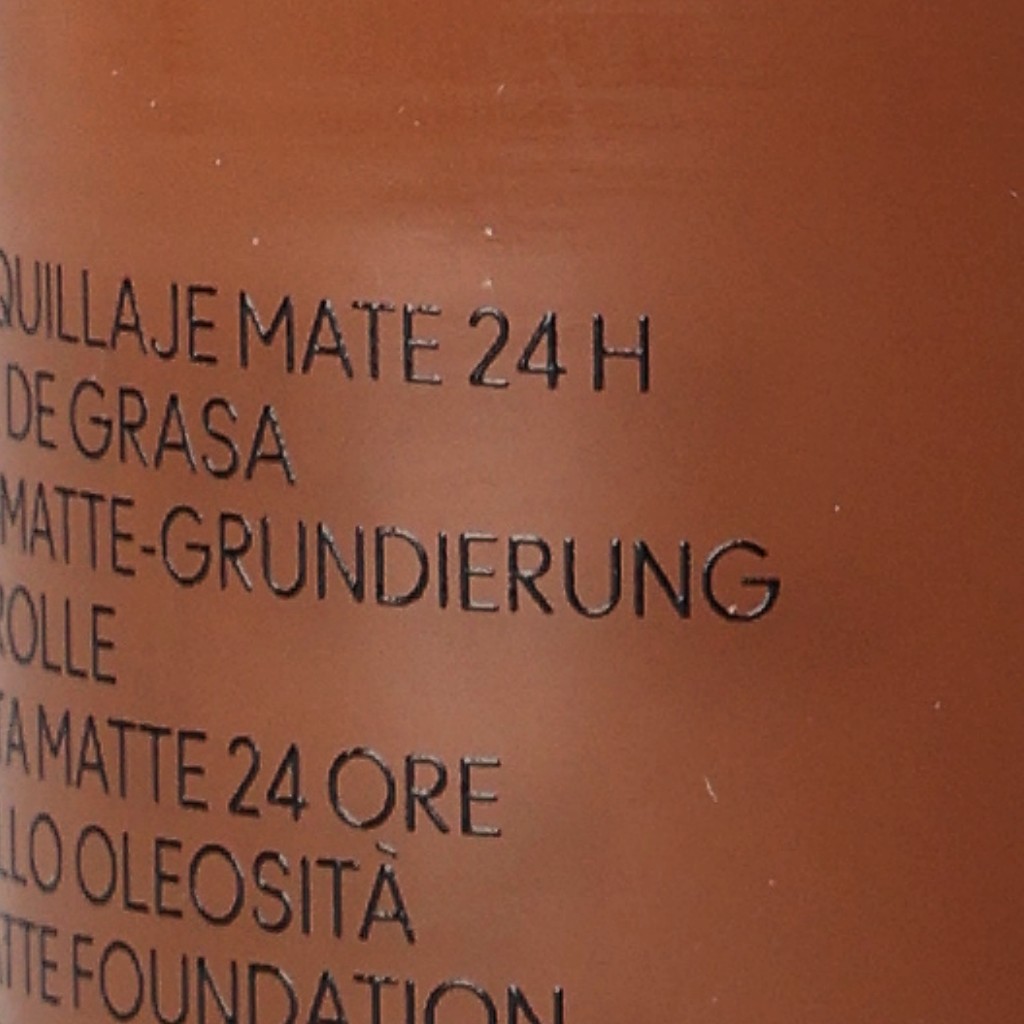 QUILLAJE MATE 24 H
DE GRASA
MATTE-GRUNDIERUNG
ROLLE
TA MATTE 24 ORE
LLO OLEOSITÀ
TTE FOUNDATION